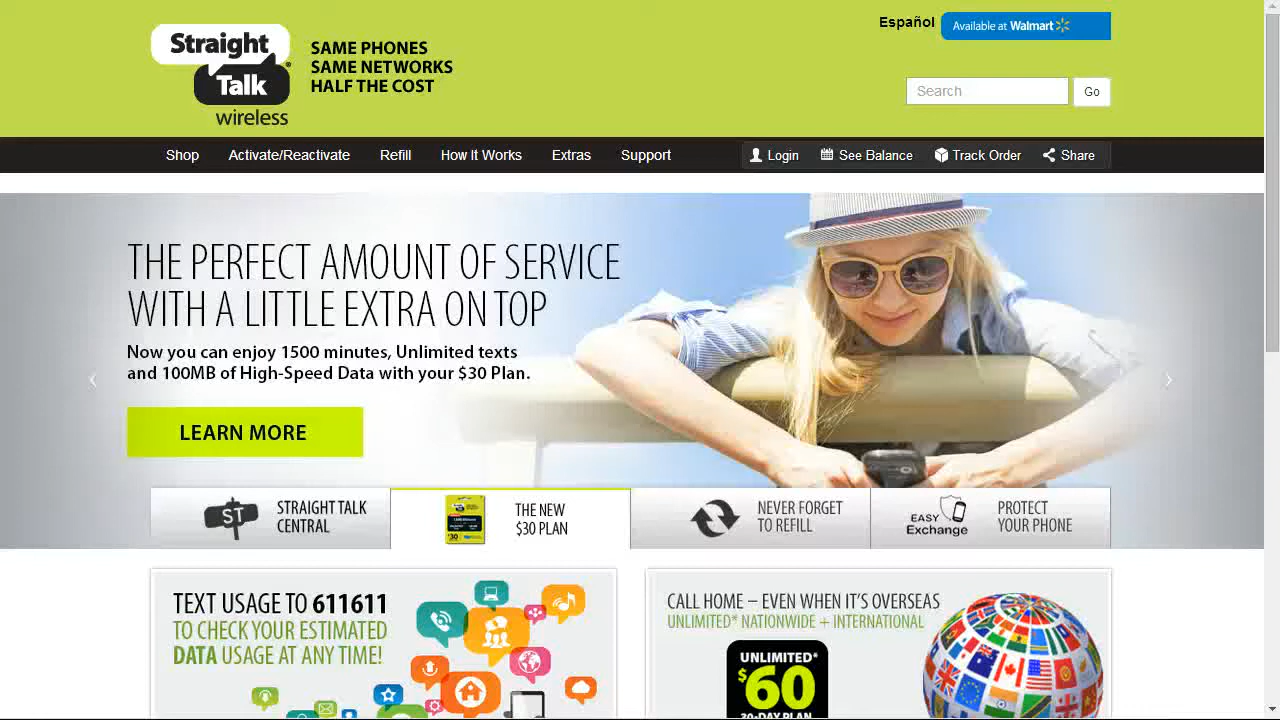 Español
Available at Walmart
Straight
Talk
wireless
SAME PHONES
SAME NETWORKS
HALF THE COST
Search
Go
Shop
Activate/Reactivate
Refill
How It Works
Extras
Support
Login
See Balance
Track Order
Share
THE PERFECT AMOUNT OF SERVICE
WITH A LITTLE EXTRA ON TOP
Now you can enjoy 1500 minutes, Unlimited texts
and 100MB of High-Speed Data with your $30 Plan.
LEARN MORE
ST
STRAIGHT TALK
CENTRAL
$30
THE NEW
$30 PLAN
NEVER FORGET
TO REFILL
EASY
Exchange
PROTECT
YOUR PHONE
TEXT USAGE TO 611611
TO CHECK YOUR ESTIMATED
DATA USAGE AT ANY TIME!
CALL HOME – EVEN WHEN IT'S OVERSEAS
UNLIMITED* NATIONWIDE + INTERNATIONAL
UNLIMITED*
$60
30-DAY PLAN